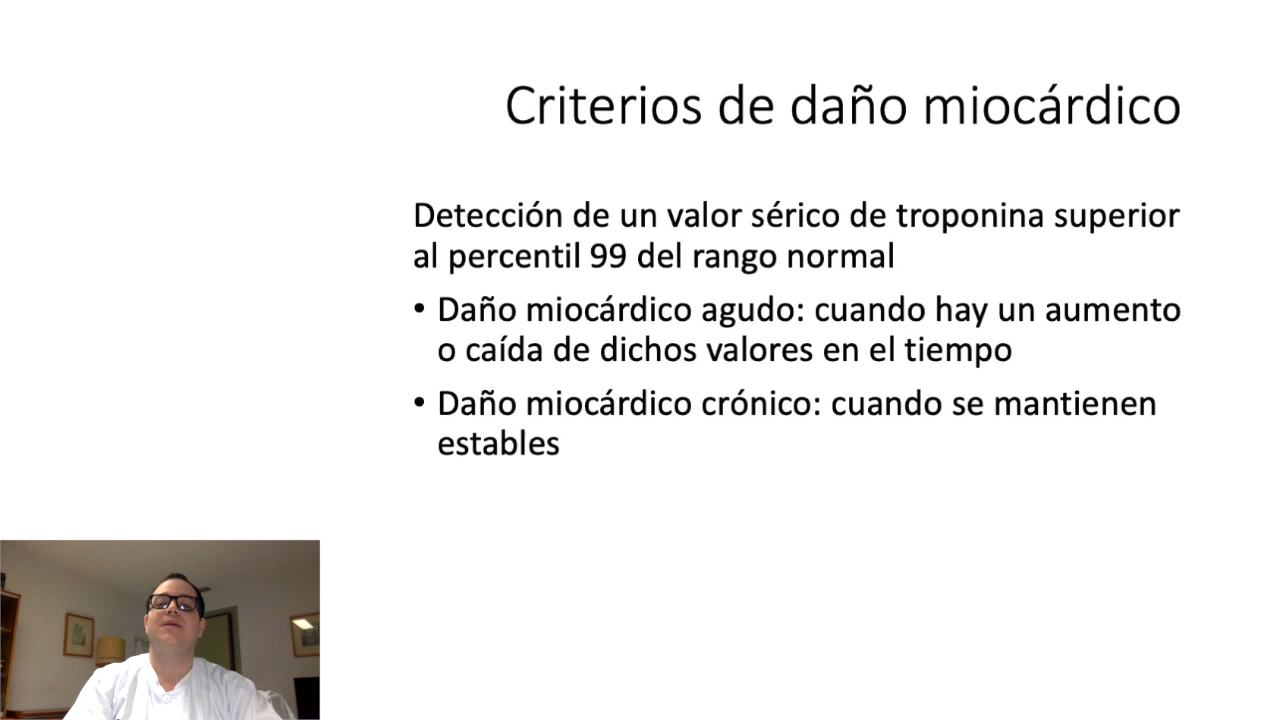 Criterios de daño miocárdico
Detección de un valor sérico de troponina superior
al percentil 99 del rango normal
• Daño miocárdico agudo: cuando hay un aumento
o caída de dichos valores en el tiempo
• Daño miocárdico crónico: cuando se mantienen
estables